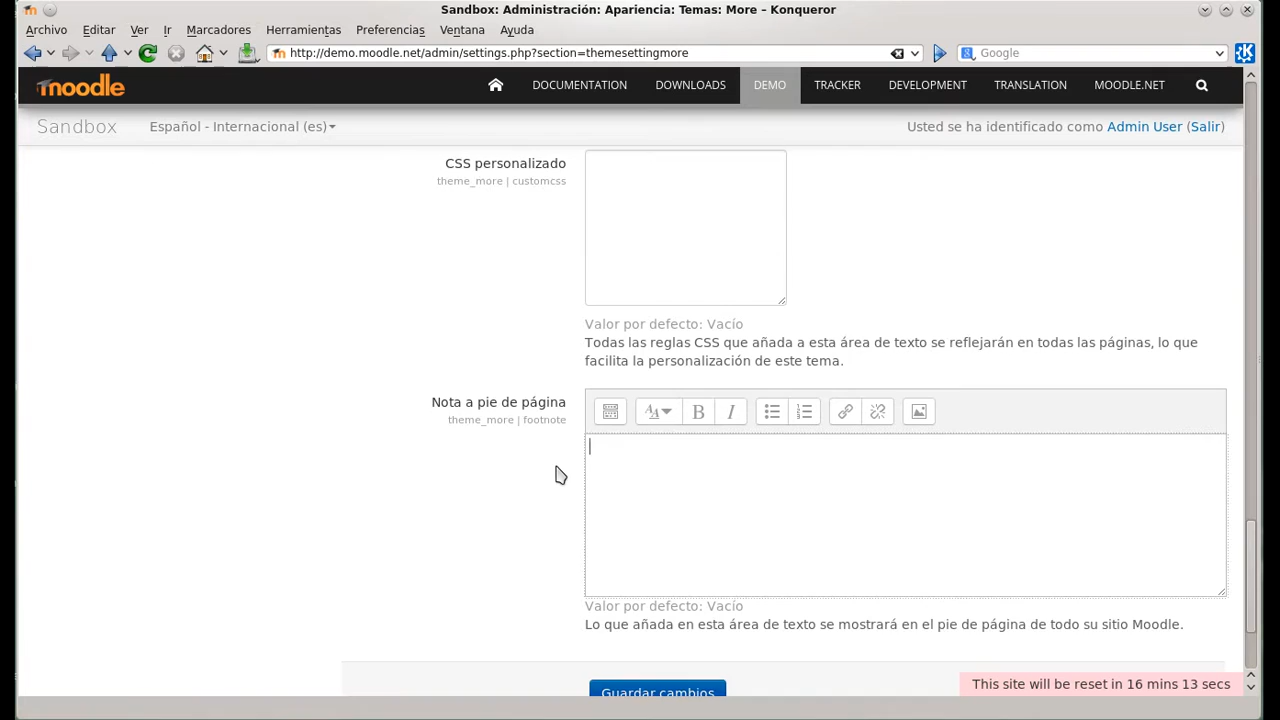 Sandbox: Administración: Apariencia: Temas: More – Konqueror
Archivo Editar Ver Ir Marcadores Herramientas Preferencias Ventana Ayuda
http://demo.moodle.net/admin/settings.php?section=themesettingmore
Google
moodle
DOCUMENTATION DOWNLOADS DEMO TRACKER DEVELOPMENT TRANSLATION MOODLE.NET
Sandbox Español - Internacional (es) Usted se ha identificado como Admin User (Salir)
CSS personalizado
theme_more | customcss
Valor por defecto: Vacío
Todas las reglas CSS que añada a esta área de texto se reflejarán en todas las páginas, lo que
facilita la personalización de este tema.
Nota a pie de página
theme_more | footnote
AA B I
Valor por defecto: Vacío
Lo que añada en esta área de texto se mostrará en el pie de página de todo su sitio Moodle.
Guardar cambios
This site will be reset in 16 mins 13 secs